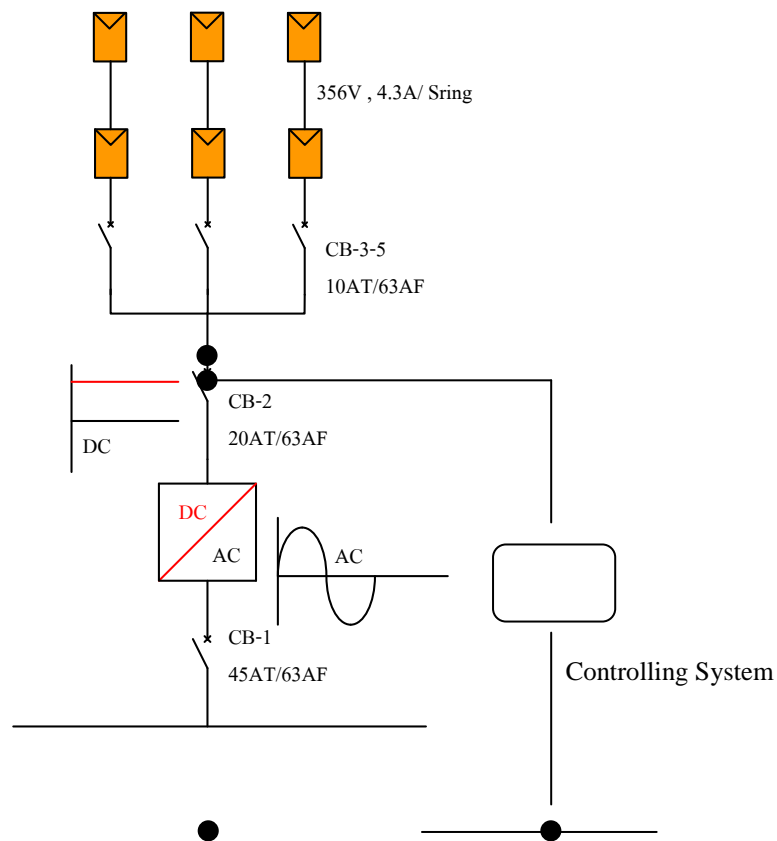 356V , 4.3A/ Sring
CB-3-5
10AT/63AF
CB-2
20AT/63AF
DC
DC
AC
AC
CB-1
45AT/63AF
Controlling System